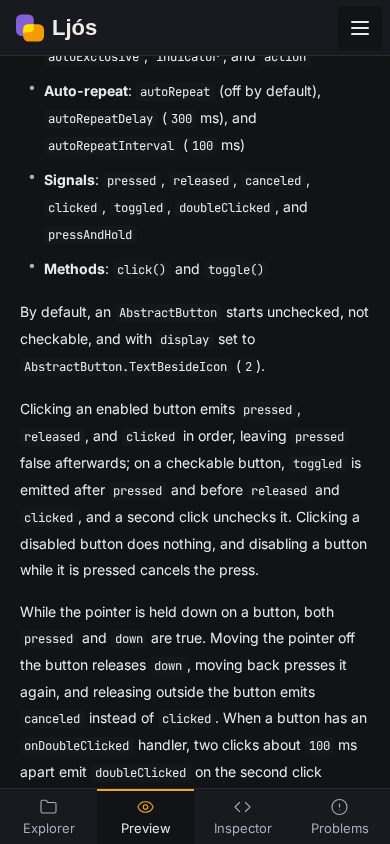 Ljós
autoExclusive, indicator, and action
• Auto-repeat: autoRepeat (off by default),
autoRepeatDelay (300 ms), and
autoRepeatInterval (100 ms)
• Signals: pressed, released, canceled,
clicked, toggled, doubleClicked, and
pressAndHold
• Methods: click() and toggle()
By default, an AbstractButton starts unchecked, not
checkable, and with display set to
AbstractButton.TextBesideIcon (2).
Clicking an enabled button emits pressed,
released, and clicked in order, leaving pressed
false afterwards; on a checkable button, toggled is
emitted after pressed and before released and
clicked, and a second click unchecks it. Clicking a
disabled button does nothing, and disabling a button
while it is pressed cancels the press.
While the pointer is held down on a button, both
pressed and down are true. Moving the pointer off
the button releases down, moving back presses it
again, and releasing outside the button emits
canceled instead of clicked. When a button has an
onDoubleClicked handler, two clicks about 100 ms
apart emit doubleClicked on the second click
Explorer
Preview
Inspector
Problems